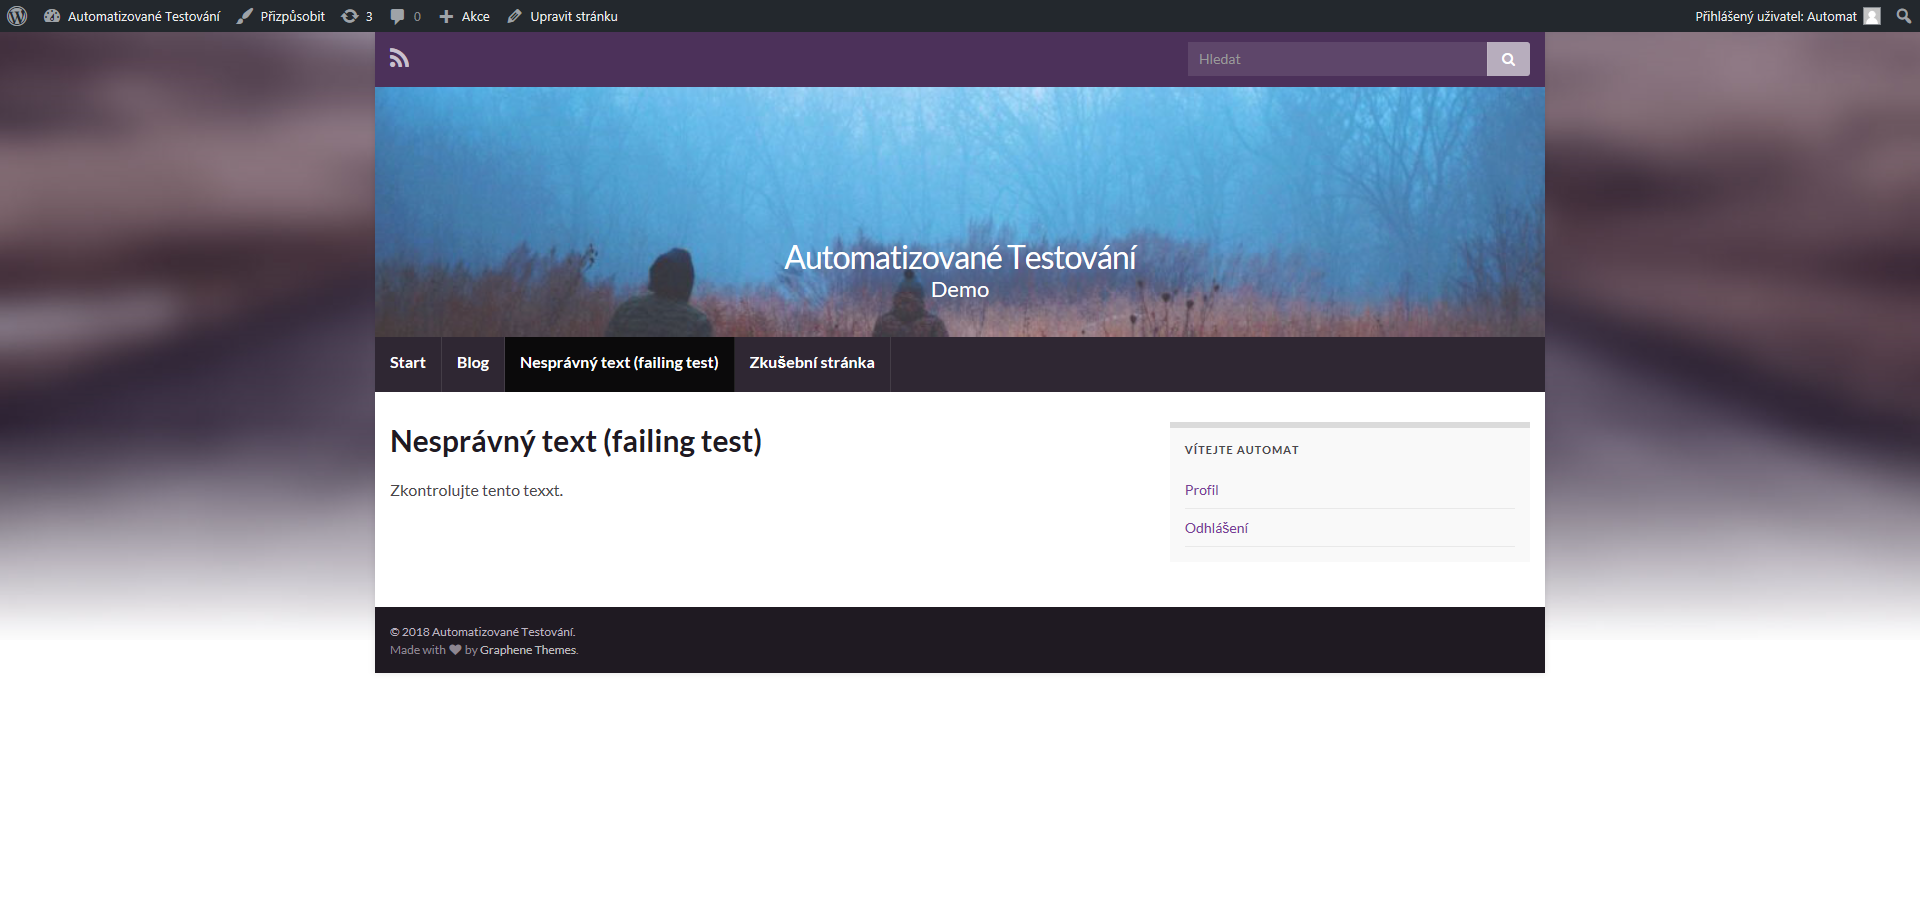 Automatizované Testování Přizpůsobit 3 0 Akce Upravit stránku Přihlášený uživatel: Automat
Hledat
Automatizované Testování
Demo
Start Blog Nesprávný text (failing test) Zkušební stránka
Nesprávný text (failing test)
Zkontrolujte tento texxt.
VÍTEJTE AUTOMAT
Profil
Odhlášení
© 2018 Automatizované Testování.
Made with by Graphene Themes.